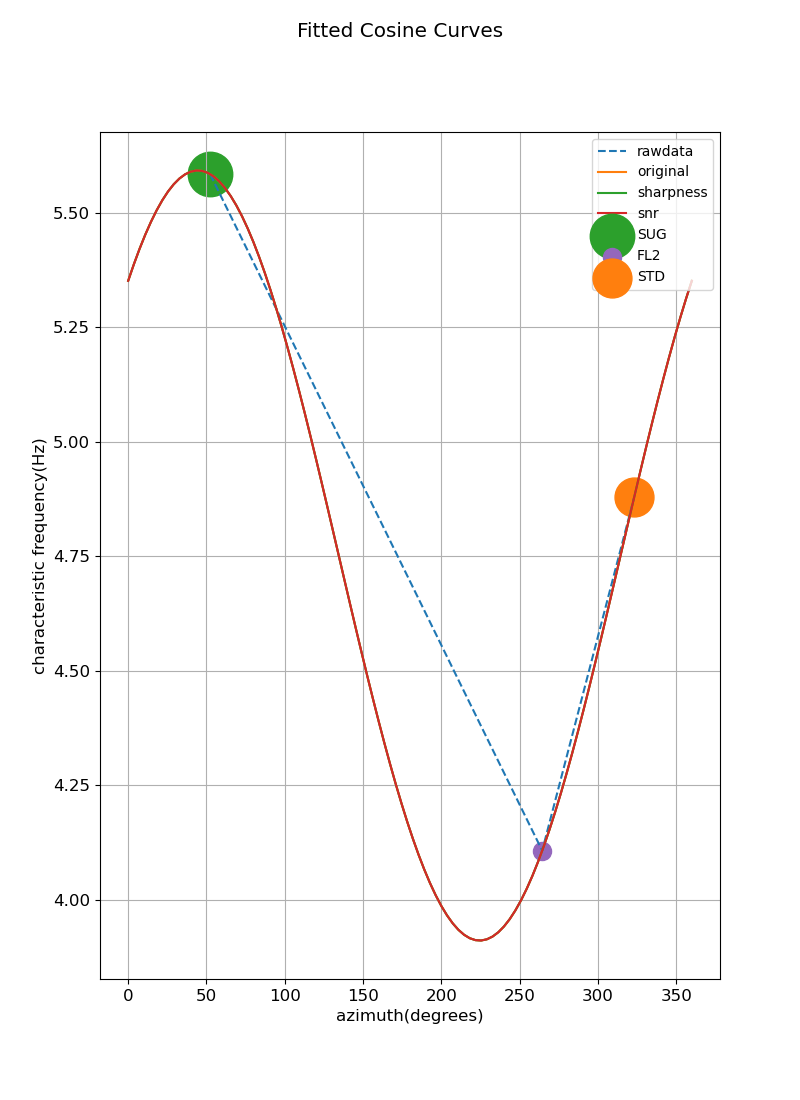 Fitted Cosine Curves
rawdata
original
sharpness
snr
SUG
FL2
STD
5.50
5.25
5.00
4.75
4.50
4.25
4.00
characteristic frequency(Hz)
0 50 100 150 200 250 300 350
azimuth(degrees)